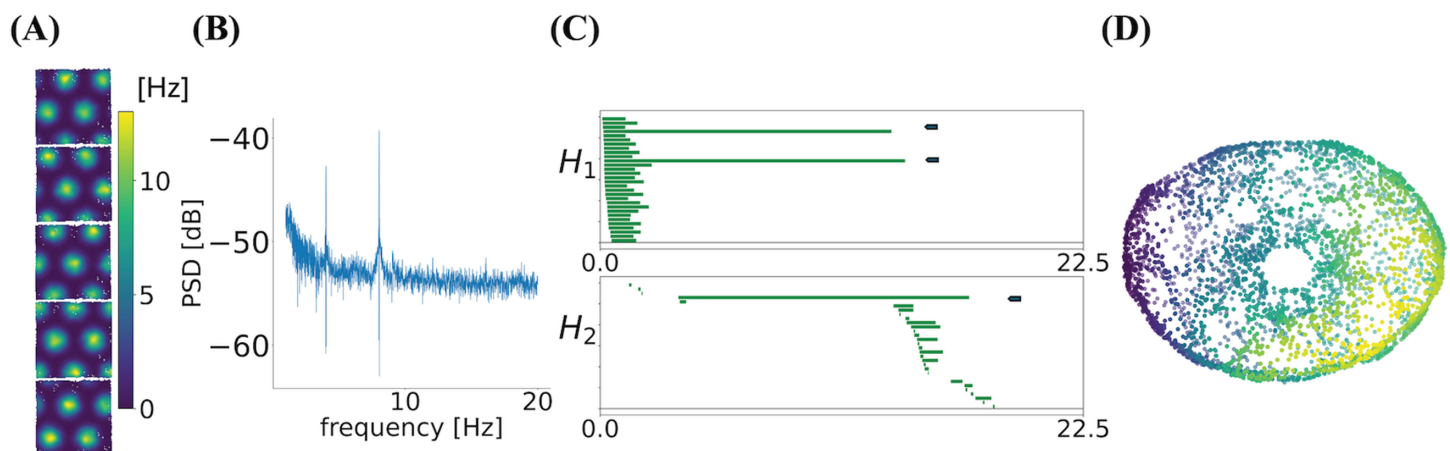 (A)
(B)
(C)
(D)
[Hz]
10
5
0
PSD [dB]
−40
−50
−60
10
20
frequency [Hz]
H1
0.0
22.5
H2
0.0
22.5